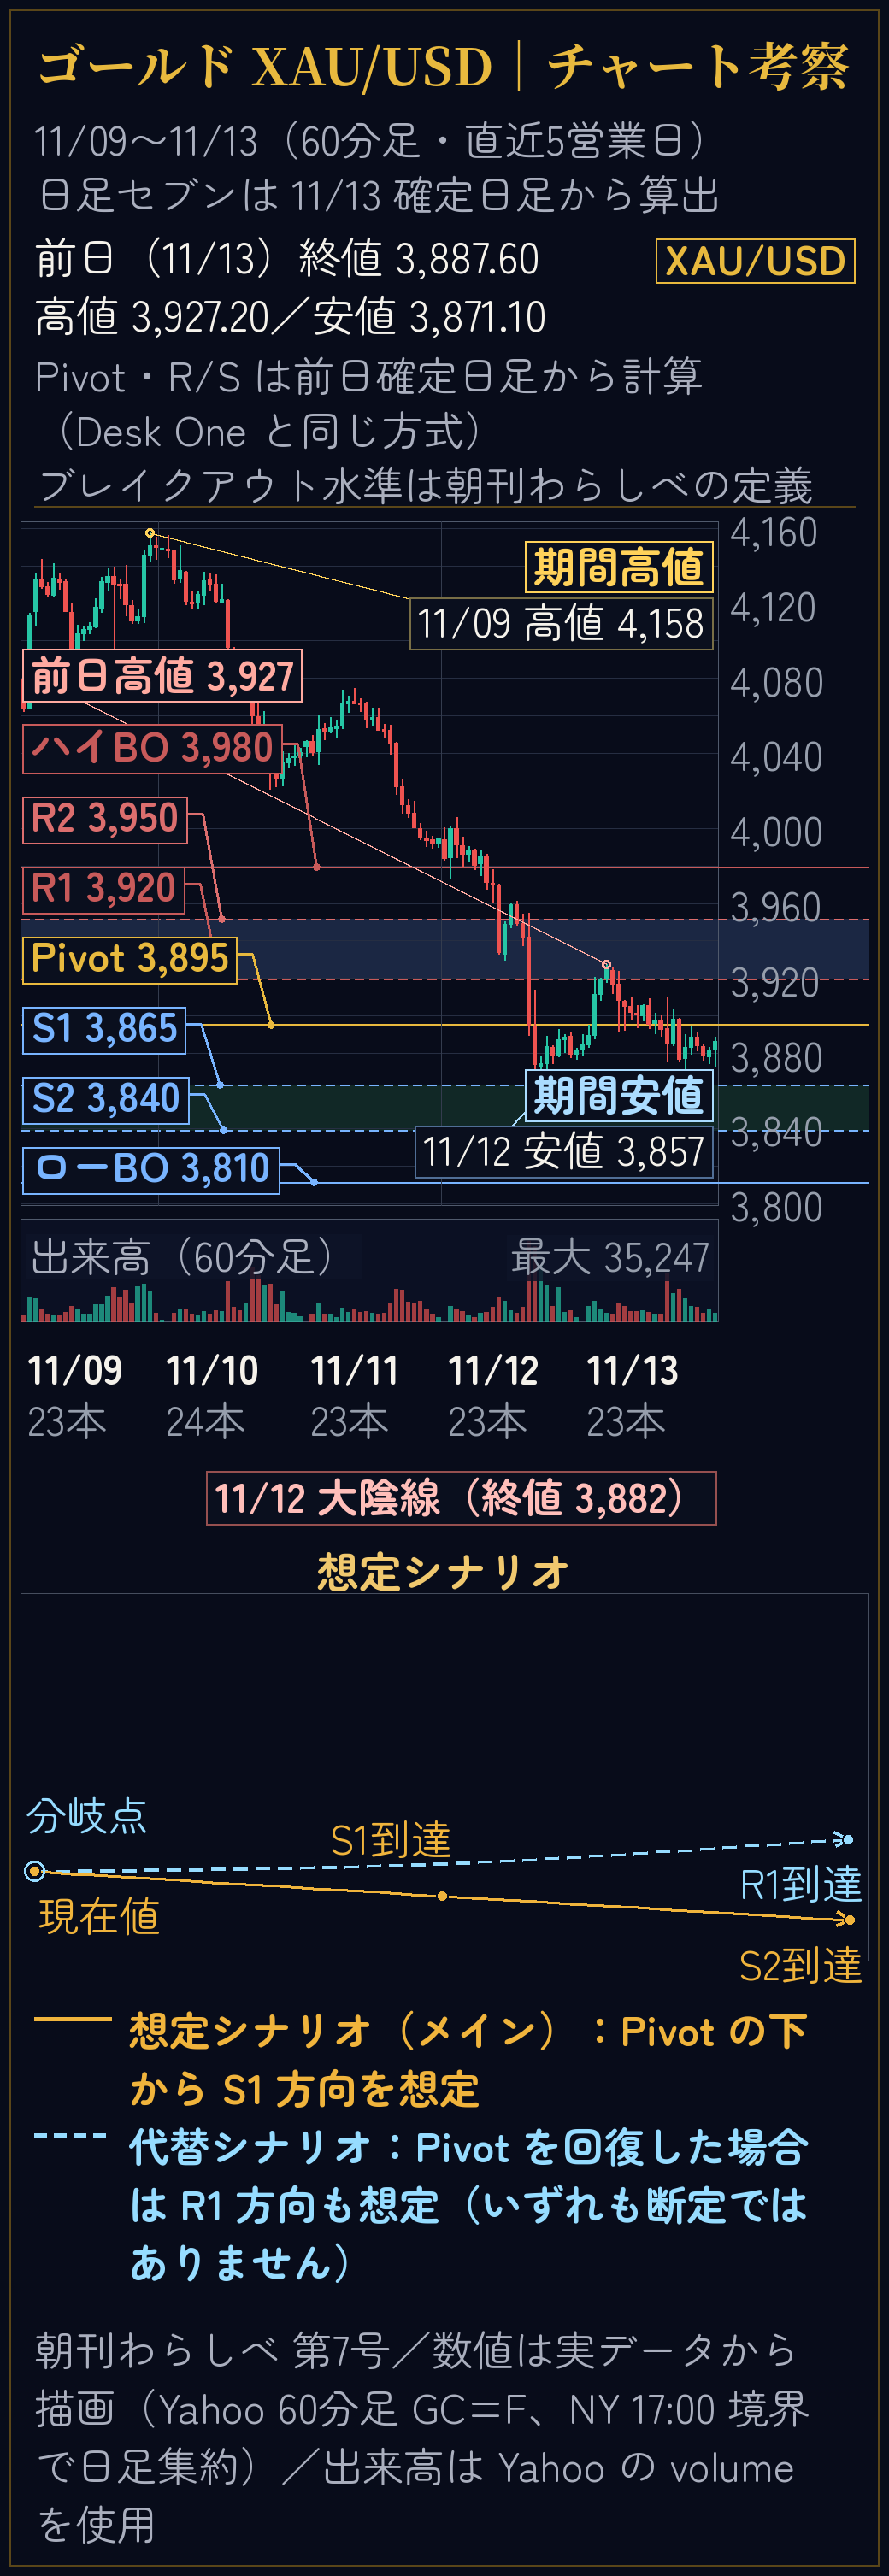 ゴールド XAU/USD｜チャート考察
11/09〜11/13（60分足・直近5営業日）
日足セブンは 11/13 確定日足から算出
前日（11/13）終値 3,887.60
XAU/USD
高値 3,927.20／安値 3,871.10
Pivot・R/S は前日確定日足から計算
（Desk One と同じ方式）
ブレイクアウト水準は朝刊わらしべの定義
4,160
期間高値
11/09 高値 4,158
4,120
前日高値 3,927
4,080
ハイBO 3,980
4,040
R2 3,950
4,000
R1 3,920
3,960
Pivot 3,895
3,920
S1 3,865
3,880
S2 3,840
期間安値
11/12 安値 3,857
3,840
ローBO 3,810
3,800
出来高（60分足）
最大 35,247
11/09 11/10 11/11 11/12 11/13
23本 24本 23本 23本 23本
11/12 大陰線（終値 3,882）
想定シナリオ
分岐点
S1到達
R1到達
現在値
S2到達
想定シナリオ（メイン）：Pivot の下
から S1 方向を想定
代替シナリオ：Pivot を回復した場合
は R1 方向も想定（いずれも断定では
ありません）
朝刊わらしべ 第7号／数値は実データから
描画（Yahoo 60分足 GC=F、NY 17:00 境界
で日足集約）／出来高は Yahoo の volume
を使用